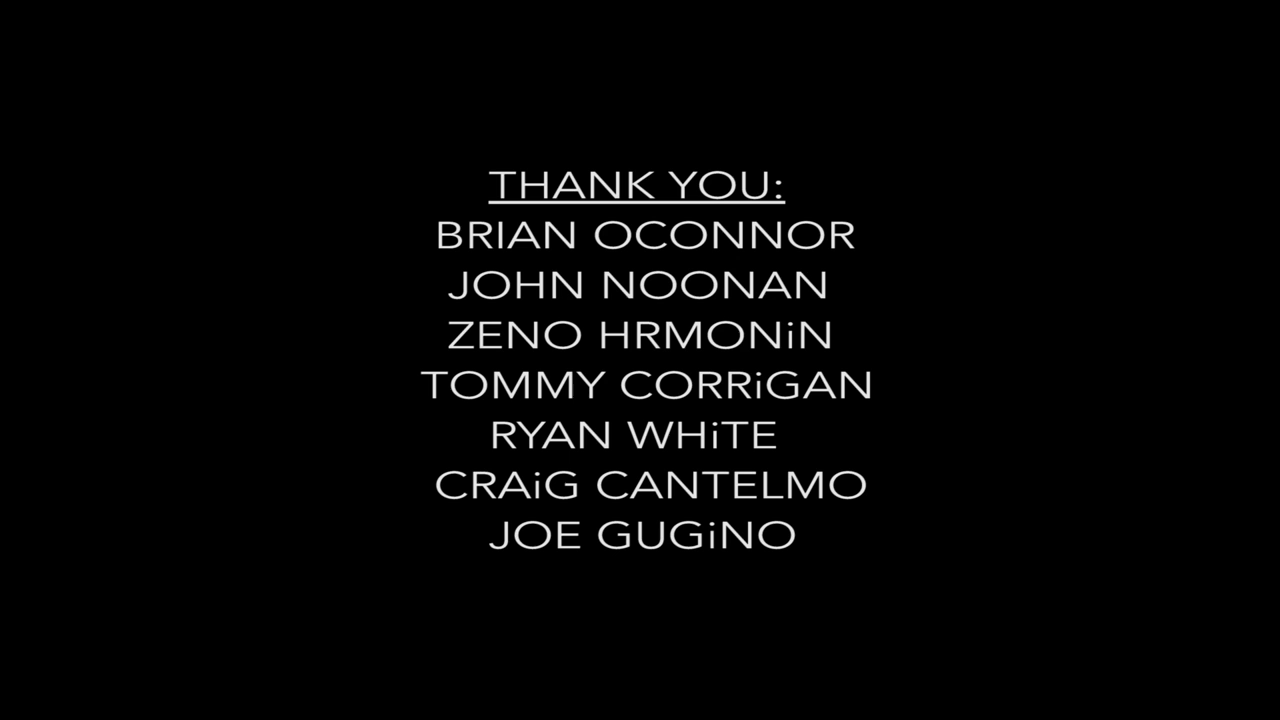 THANK YOU:
BRIAN OCONNOR
JOHN NOONAN
ZENO HRMONiN
TOMMY CORRiGAN
RYAN WHiTE
CRAiG CANTELMO
JOE GUGiNO